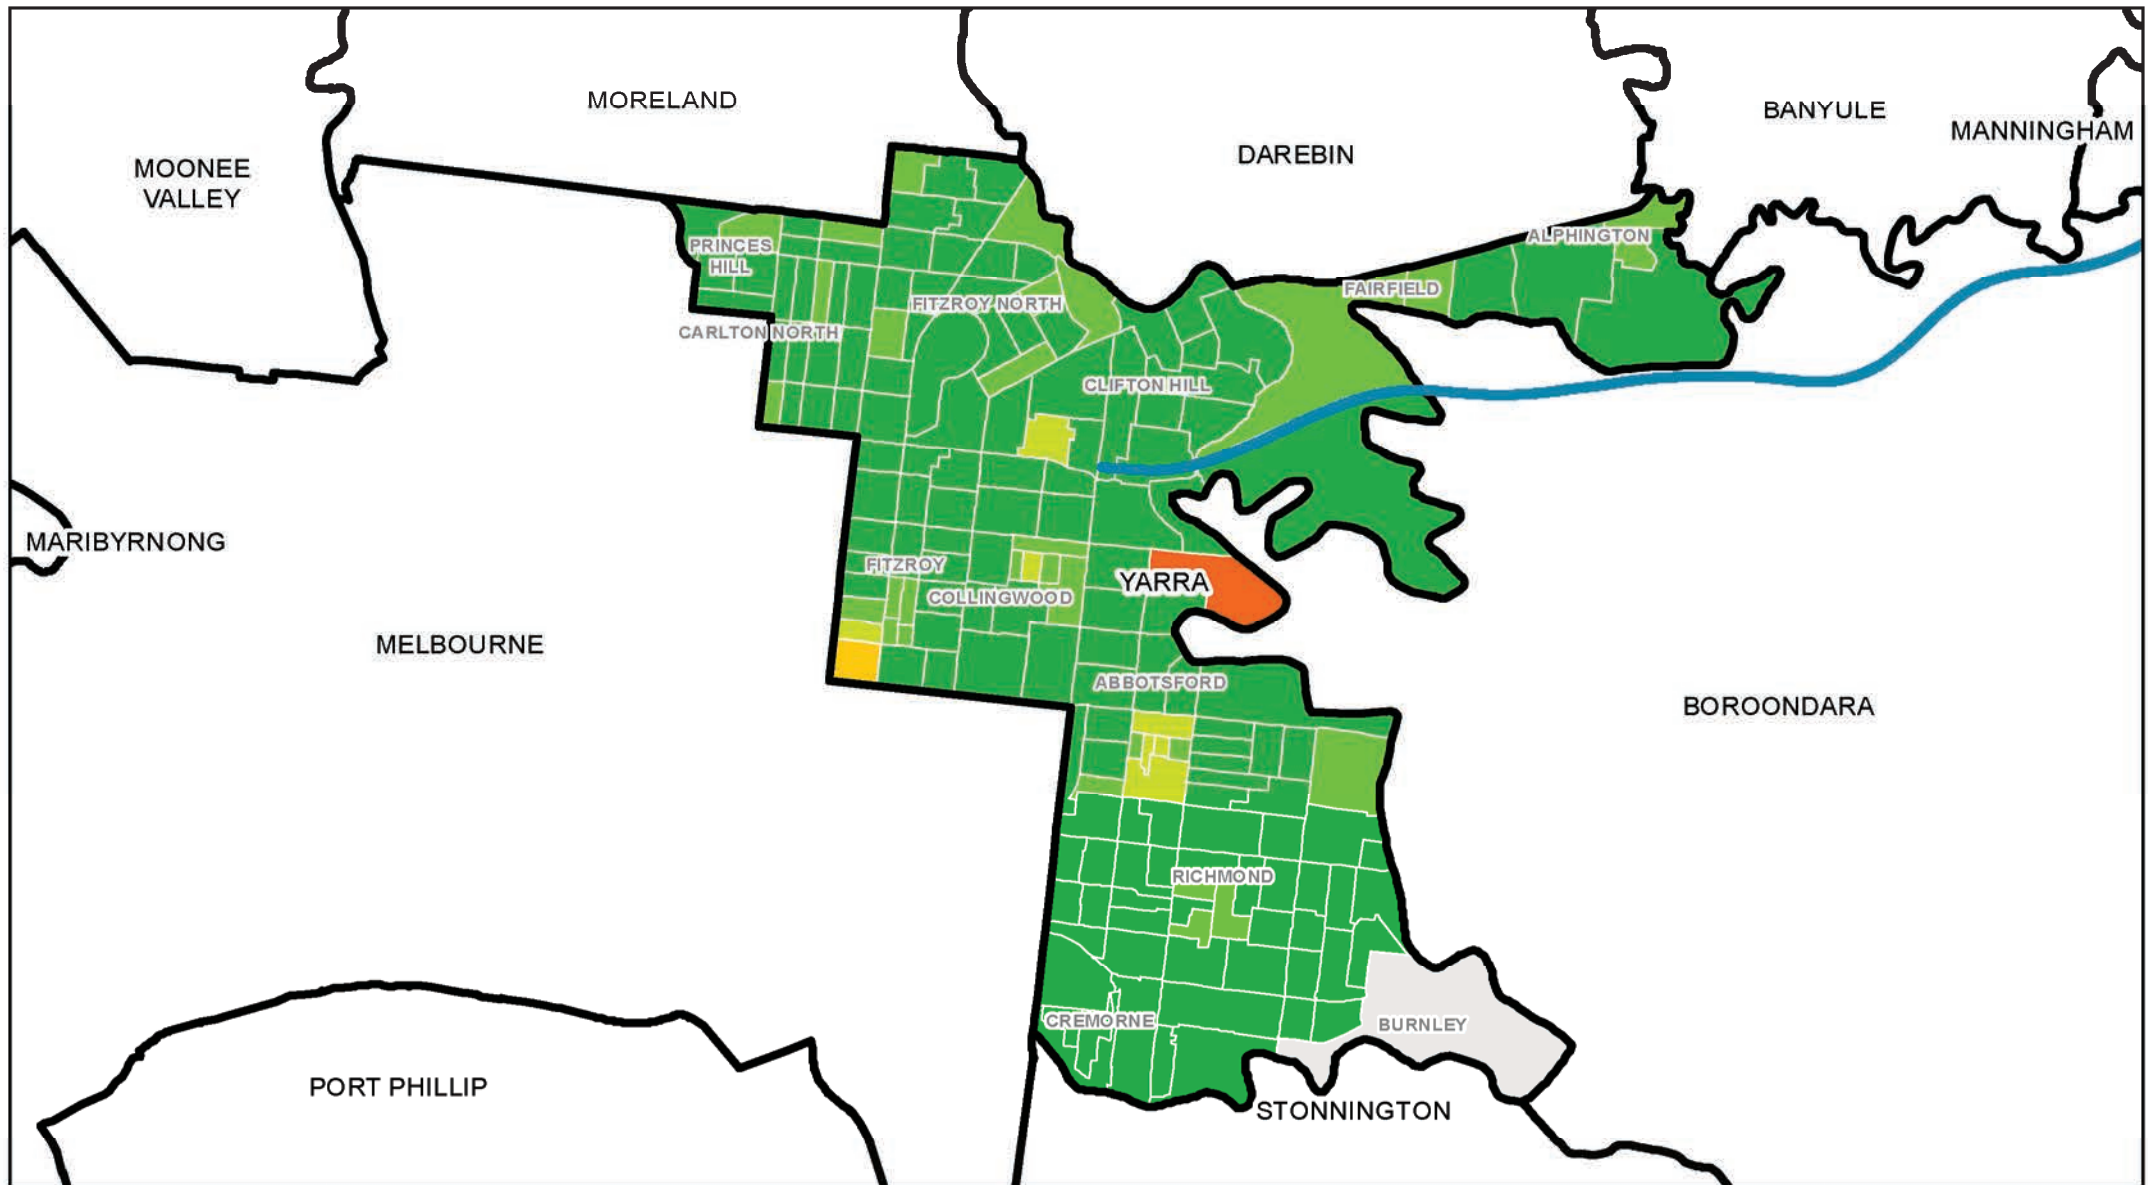 MORELAND
BANYULE
MANNINGHAM
DAREBIN
MOONEE
VALLEY
PRINCES
HILL
ALPHINGTON
FAIRFIELD
FITZROY NORTH
CARLTON NORTH
CLIFTON HILL
MARIBYRNONG
FITZROY
YARRA
COLLINGWOOD
MELBOURNE
ABBOTSFORD
BOROONDARA
RICHMOND
CREMORNE
BURNLEY
PORT PHILLIP
STONNINGTON